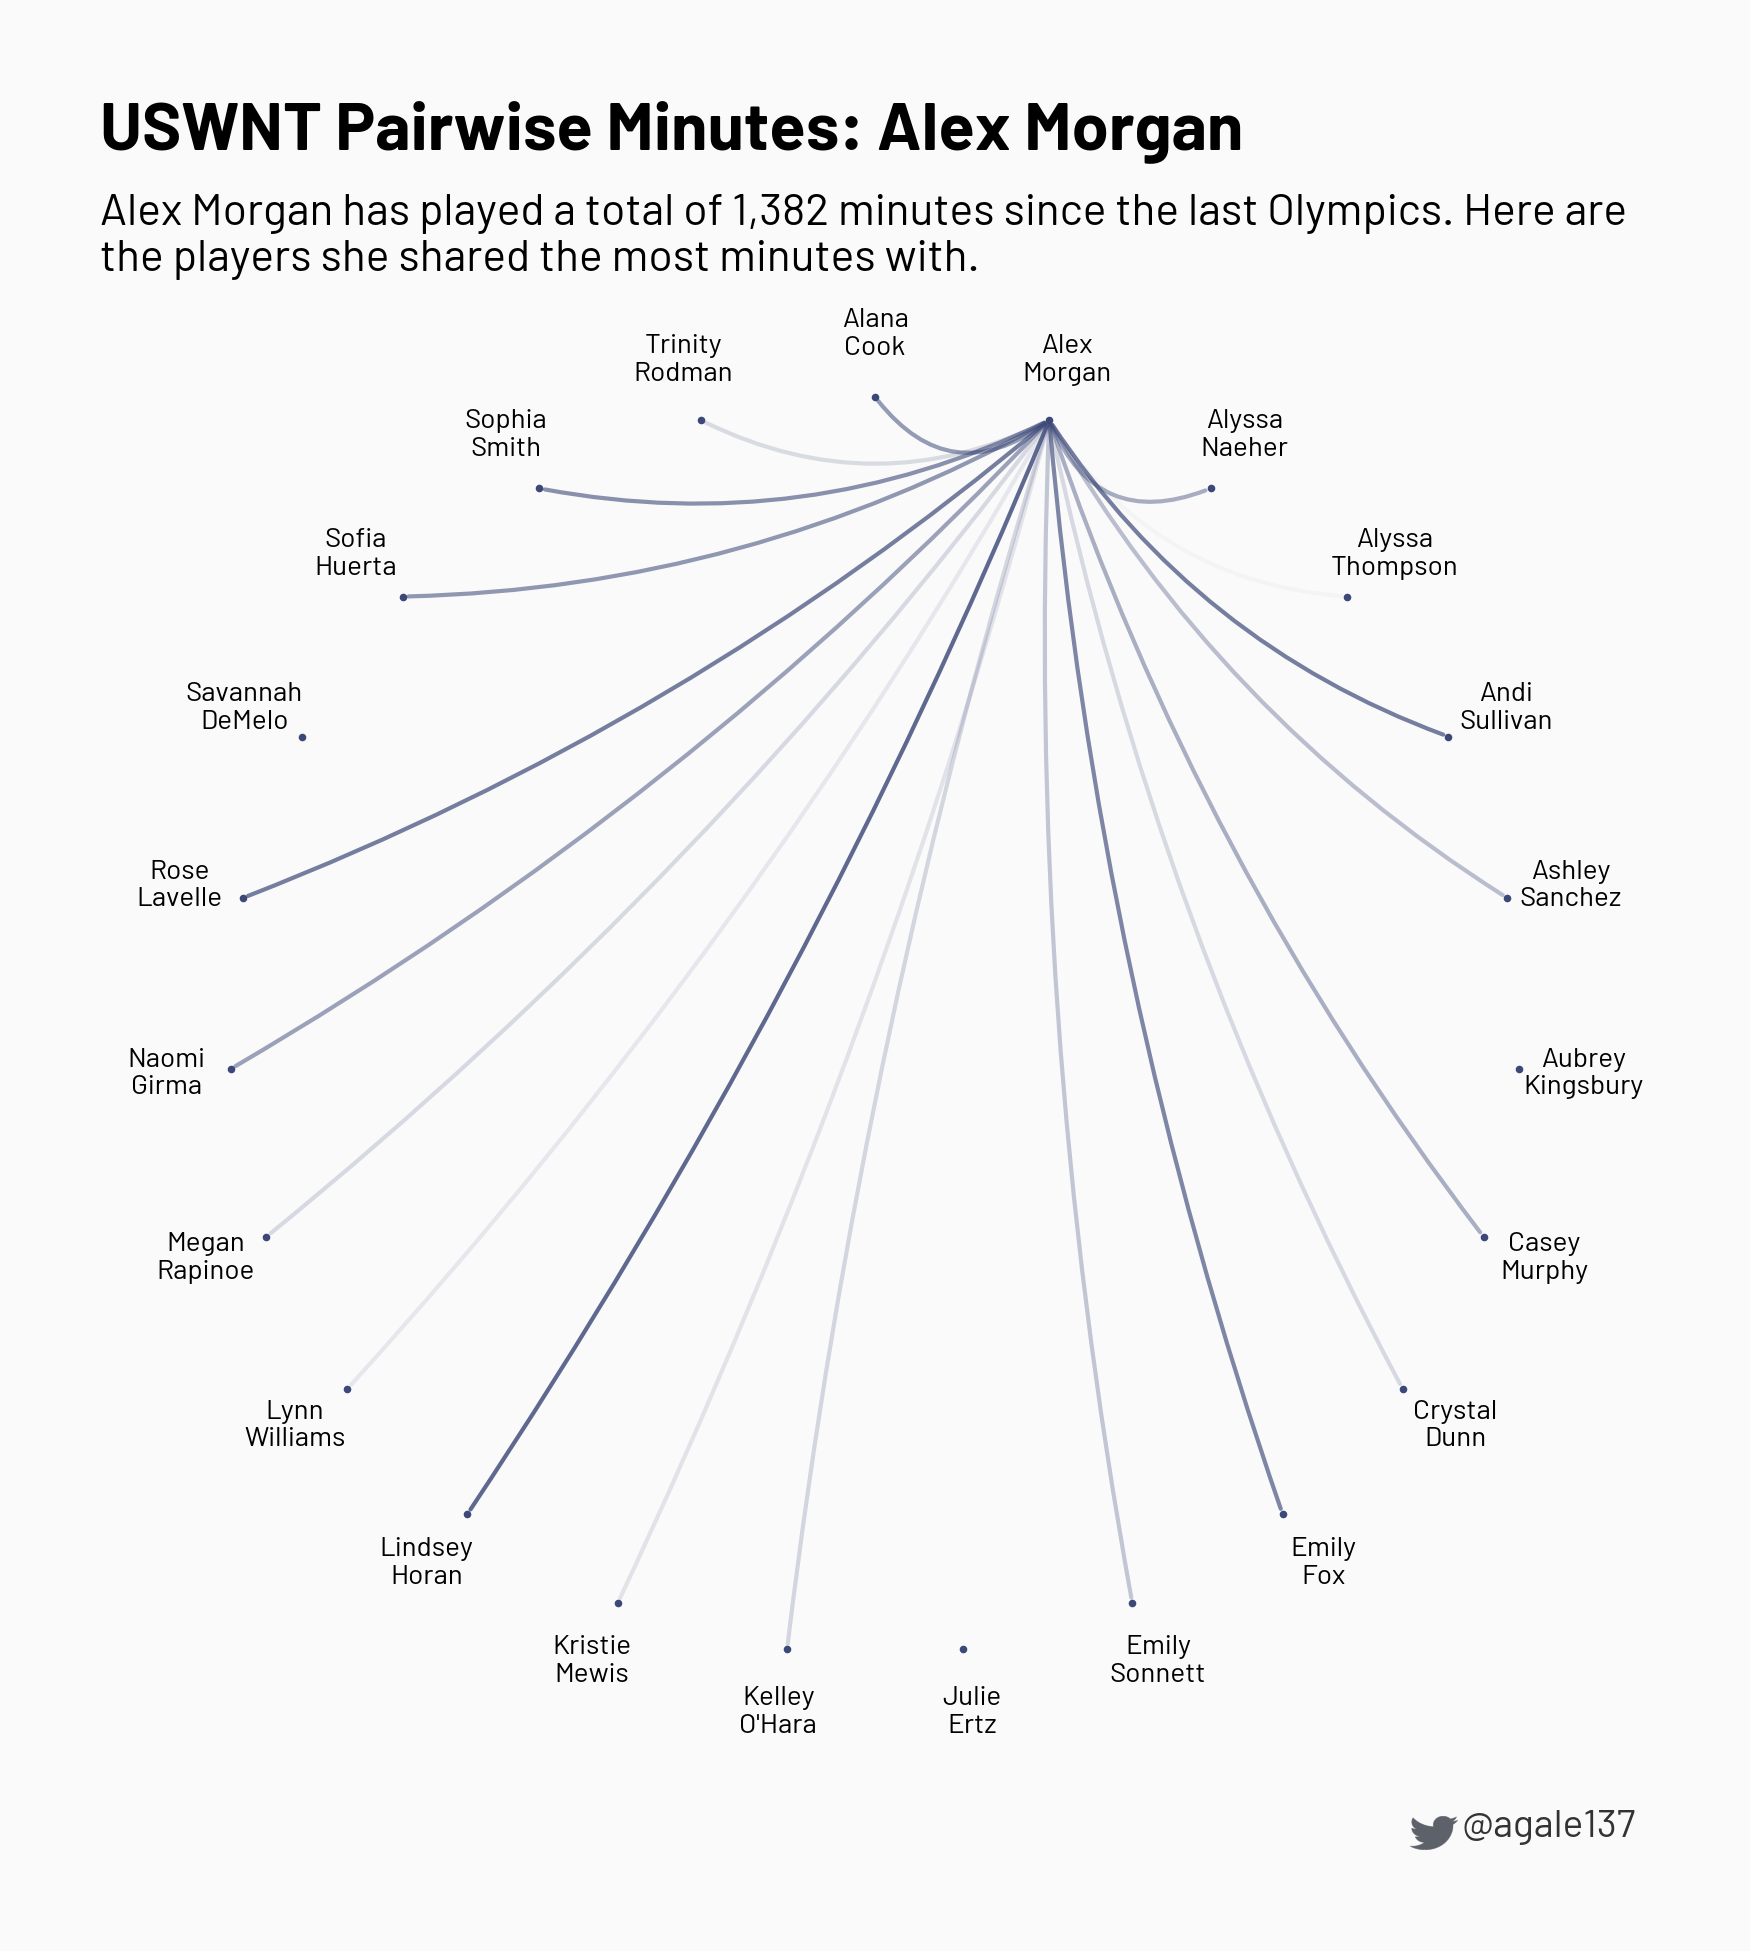 USWNT Pairwise Minutes: Alex Morgan
Alex Morgan has played a total of 1,382 minutes since the last Olympics. Here are
the players she shared the most minutes with.
Alana
Cook
Trinity
Rodman
Alex
Morgan
Sophia
Smith
Alyssa
Naeher
Sofia
Huerta
Alyssa
Thompson
Savannah
DeMelo
Andi
Sullivan
Rose
Lavelle
Ashley
Sanchez
Naomi
Girma
Aubrey
Kingsbury
Megan
Rapinoe
Casey
Murphy
Lynn
Williams
Crystal
Dunn
Lindsey
Horan
Emily
Fox
Kristie
Mewis
Emily
Sonnett
Kelley
O'Hara
Julie
Ertz
@agale137